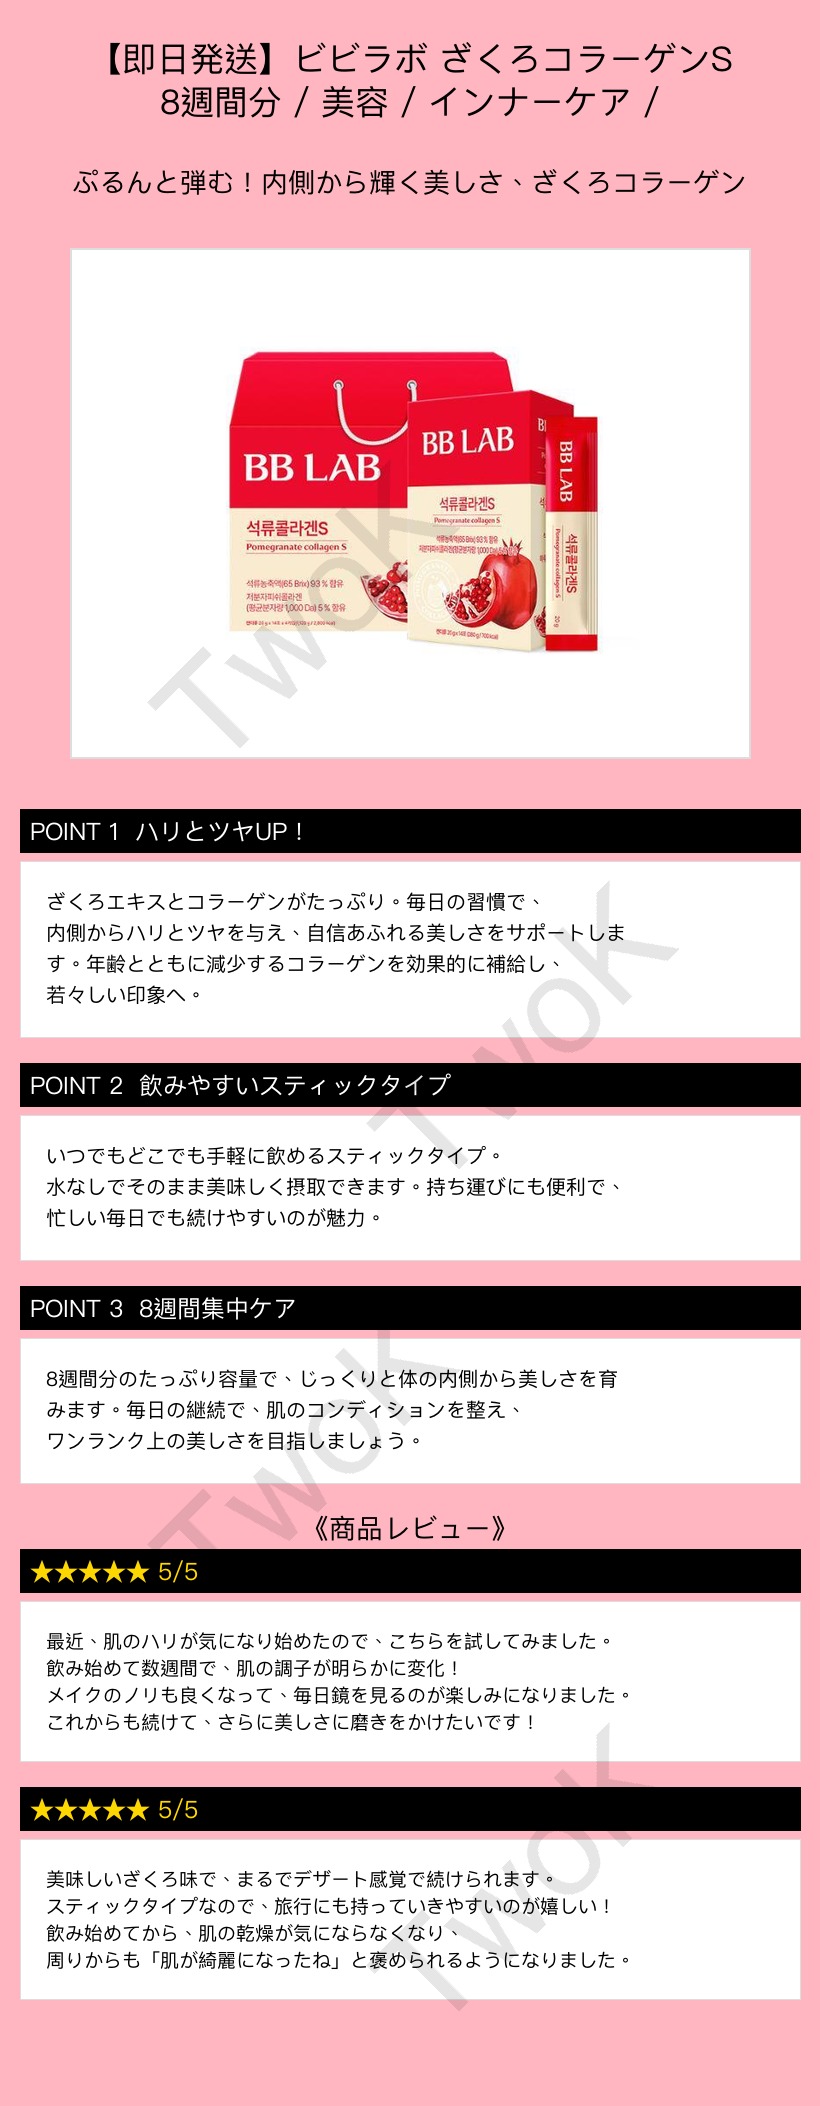 【即日発送】ビビラボ ざくろコラーゲンS
8週間分 / 美容 / インナーケア /
ぷるんと弾む！内側から輝く美しさ、ざくろコラーゲン
BB LAB
석류콜라겐S
Pomegranate collagen S
석류농축액(65 Brix) 93 % 함유
저분자피쉬콜라겐
(평균분자량 1,000 Da) 5 % 함유
BB LAB
석류콜라겐S
Pomegranate collagen S
석류농축액(65 Brix) 93 % 함유
BB LAB
석류콜라겐S
Pomegranate collagen S
20 g
POINT 1 ハリとツヤUP！
ざくろエキスとコラーゲンがたっぷり。毎日の習慣で、
内側からハリとツヤを与え、自信あふれる美しさをサポートしま
す。年齢とともに減少するコラーゲンを効果的に補給し、
若々しい印象へ。
POINT 2 飲みやすいスティックタイプ
いつでもどこでも手軽に飲めるスティックタイプ。
水なしでそのまま美味しく摂取できます。持ち運びにも便利で、
忙しい毎日でも続けやすいのが魅力。
POINT 3 8週間集中ケア
8週間分のたっぷり容量で、じっくりと体の内側から美しさを育
みます。毎日の継続で、肌のコンディションを整え、
ワンランク上の美しさを目指しましょう。
《商品レビュー》
★★★★★ 5/5
最近、肌のハリが気になり始めたので、こちらを試してみました。
飲み始めて数週間で、肌の調子が明らかに変化！
メイクのノリも良くなって、毎日鏡を見るのが楽しみになりました。
これからも続けて、さらに美しさに磨きをかけたいです！
★★★★★ 5/5
美味しいざくろ味で、まるでデザート感覚で続けられます。
スティックタイプなので、旅行にも持っていきやすいのが嬉しい！
飲み始めてから、肌の乾燥が気にならなくなり、
周りからも「肌が綺麗になったね」と褒められるようになりました。
TwoK
TwoK
TwoK
TwoK